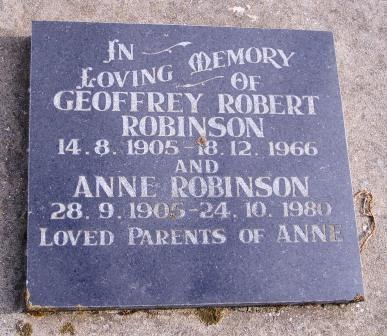 IN MEMORY
LOVING OF
GEOFFREY ROBERT
ROBINSON
14.8.1905-18.12.1966
AND
ANNE ROBINSON
28.9.1905-24.10.1980
LOVED PARENTS OF ANNE